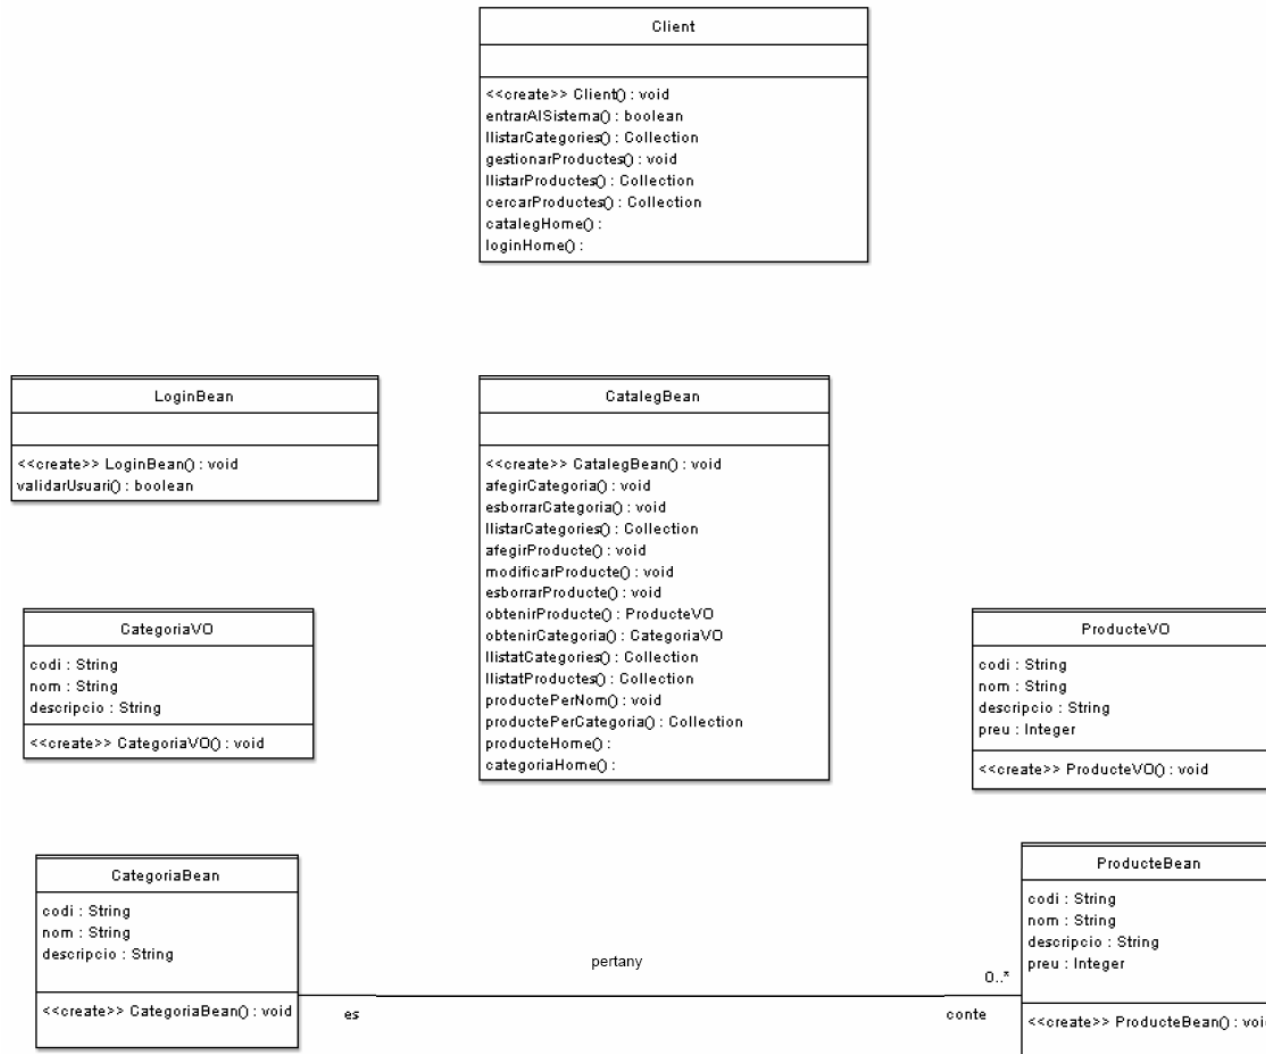 Client
<<create>> Client() : void
entrarAlSistema() : boolean
llistarCategories() : Collection
gestionarProductes() : void
llistarProductes() : Collection
cercarProductes() : Collection
catalegHome() :
loginHome() :
LoginBean
<<create>> LoginBean() : void
validarUsuari() : boolean
CatalegBean
<<create>> CatalegBean() : void
afegirCategoria() : void
esborrarCategoria() : void
llistarCategories() : Collection
afegirProducte() : void
modificarProducte() : void
esborrarProducte() : void
obtenirProducte() : ProducteVO
obtenirCategoria() : CategoriaVO
llistatCategories() : Collection
llistatProductes() : Collection
productePerNom() : void
productePerCategoria() : Collection
producteHome() :
categoriaHome() :
CategoriaVO
codi : String
nom : String
descripcio : String
<<create>> CategoriaVO() : void
ProducteVO
codi : String
nom : String
descripcio : String
preu : Integer
<<create>> ProducteVO() : void
CategoriaBean
codi : String
nom : String
descripcio : String
<<create>> CategoriaBean() : void
pertany
0..*
es
conte
ProducteBean
codi : String
nom : String
descripcio : String
preu : Integer
<<create>> ProducteBean() : voi